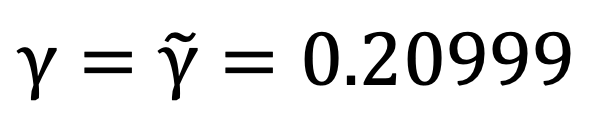 γ = γ̃ = 0.20999